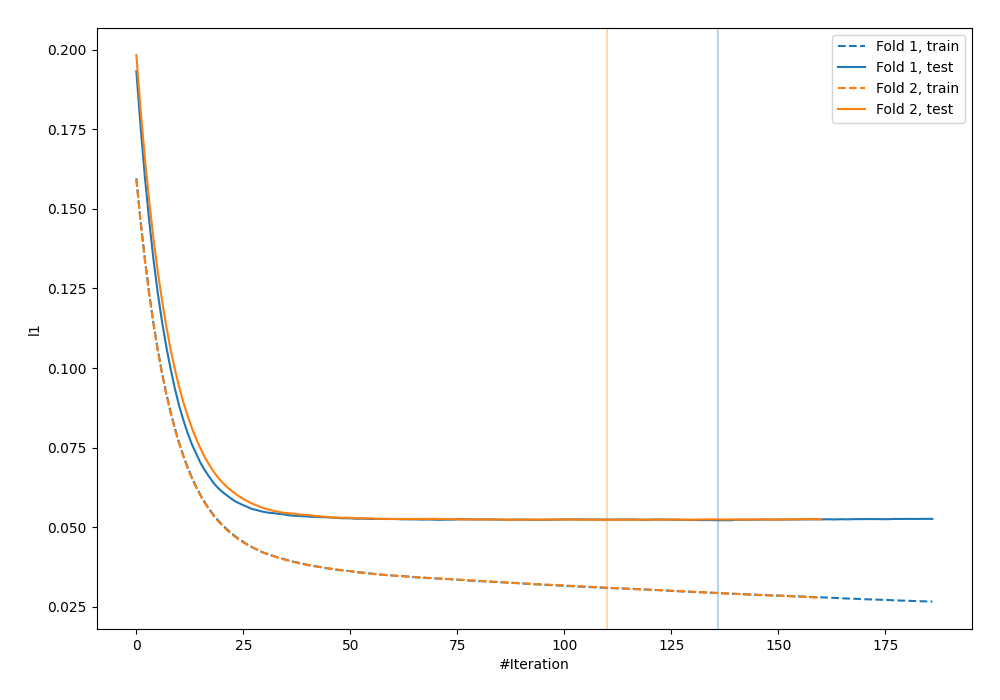 0.200
0.175
0.150
0.125
0.100
0.075
0.050
0.025
l1
0
25
50
75
100
125
150
175
#Iteration
Fold 1, train
Fold 1, test
Fold 2, train
Fold 2, test